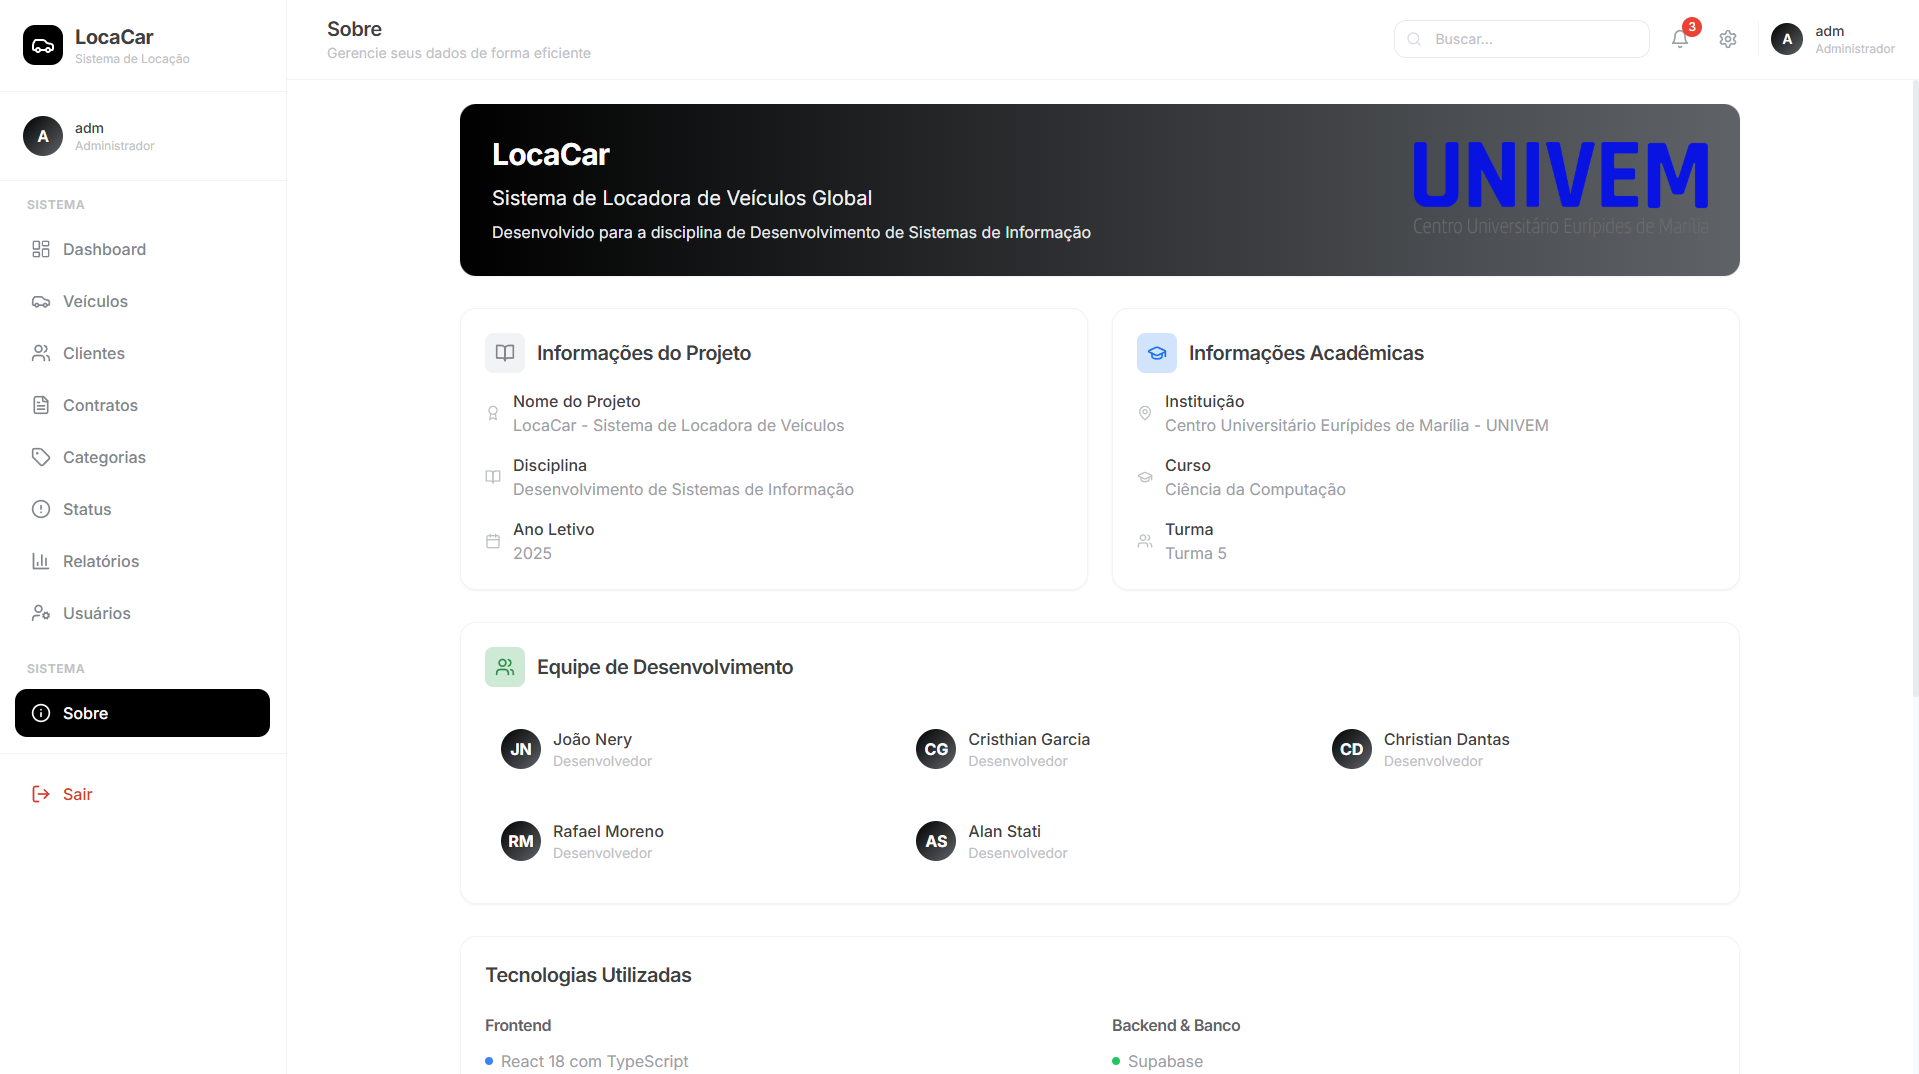 LocaCar
Sistema de Locação
A
adm
Administrador
SISTEMA
Dashboard
Veículos
Clientes
Contratos
Categorias
Status
Relatórios
Usuários
SISTEMA
Sobre
Sair
Sobre
Gerencie seus dados de forma eficiente
Buscar...
3
A
adm
Administrador
LocaCar
Sistema de Locadora de Veículos Global
Desenvolvido para a disciplina de Desenvolvimento de Sistemas de Informação
UNIVEM
Centro Universitário Eurípides de Marília
Informações do Projeto
Nome do Projeto
LocaCar - Sistema de Locadora de Veículos
Disciplina
Desenvolvimento de Sistemas de Informação
Ano Letivo
2025
Informações Acadêmicas
Instituição
Centro Universitário Eurípides de Marília - UNIVEM
Curso
Ciência da Computação
Turma
Turma 5
Equipe de Desenvolvimento
JN
João Nery
Desenvolvedor
CG
Cristhian Garcia
Desenvolvedor
CD
Christian Dantas
Desenvolvedor
RM
Rafael Moreno
Desenvolvedor
AS
Alan Stati
Desenvolvedor
Tecnologias Utilizadas
Frontend
React 18 com TypeScript
Backend & Banco
Supabase